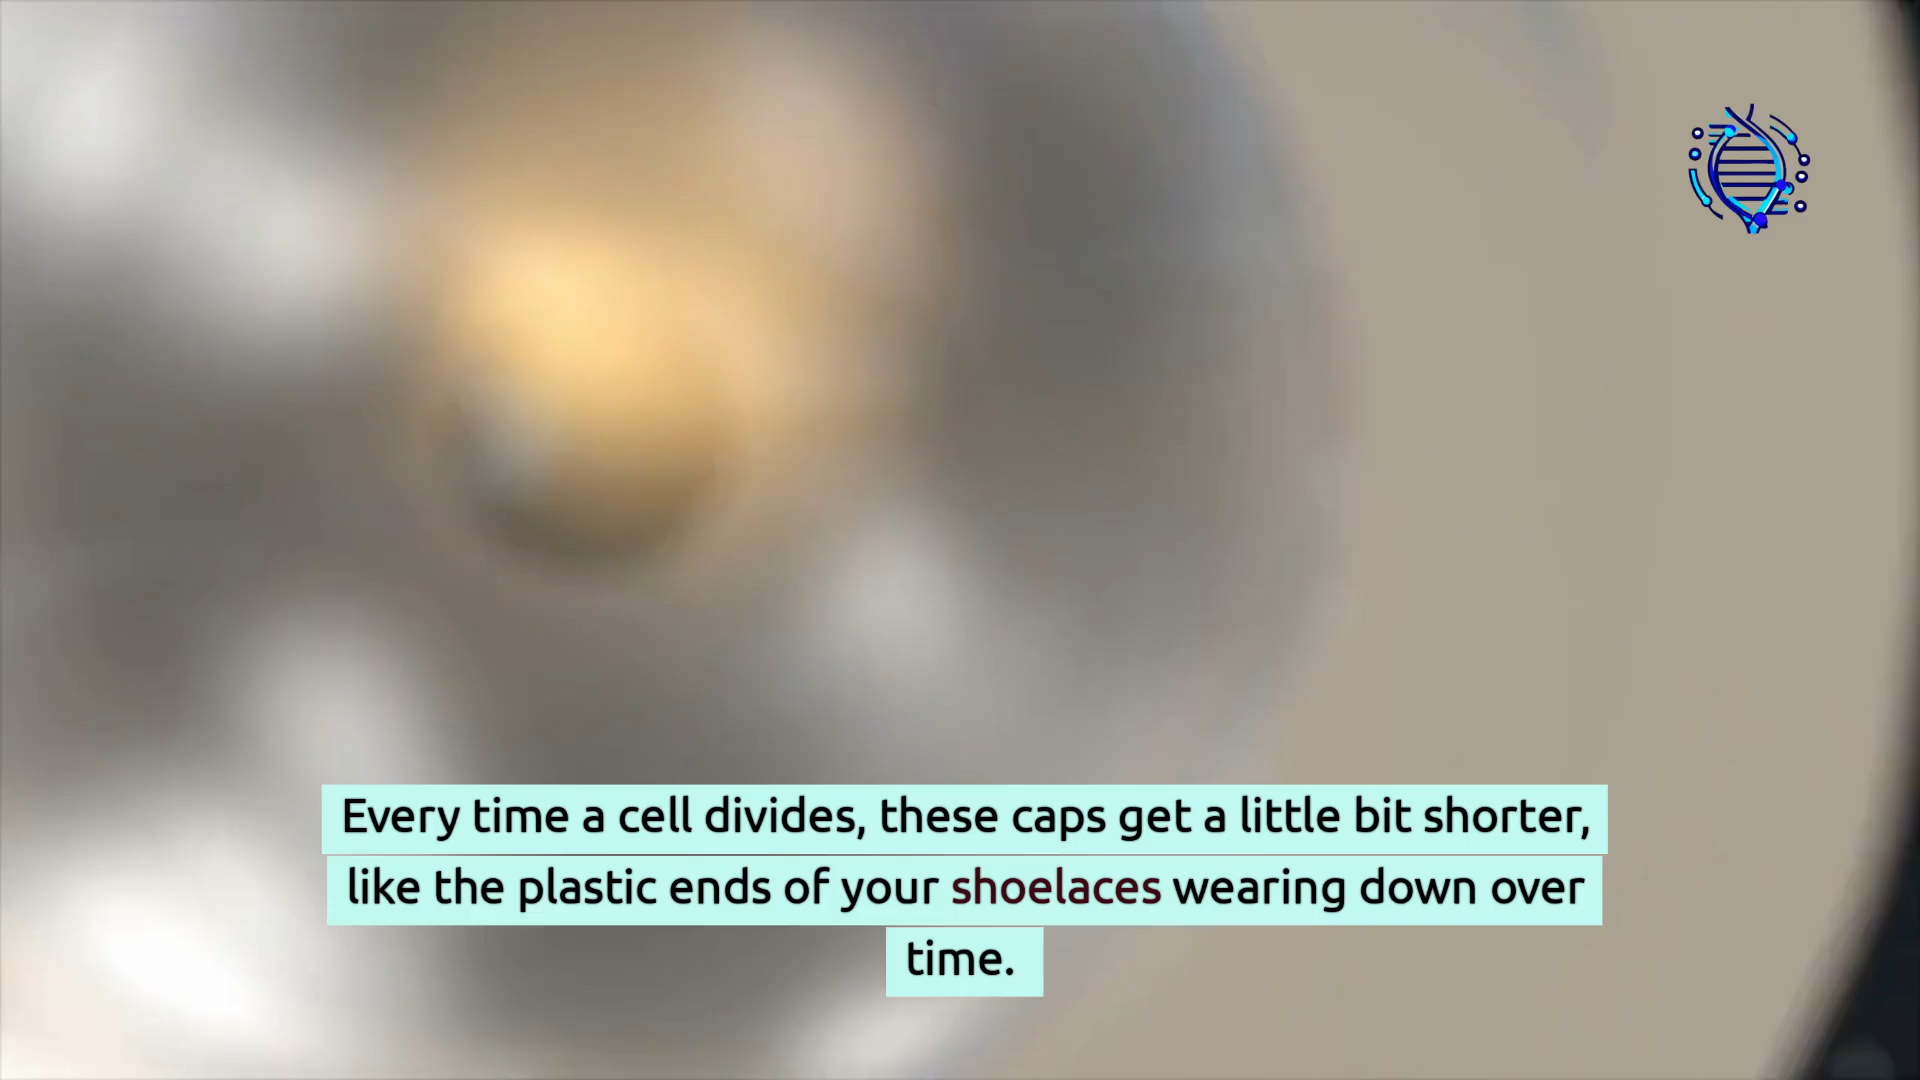 Every time a cell divides, these caps get a little bit shorter,
like the plastic ends of your shoelaces wearing down over
time.